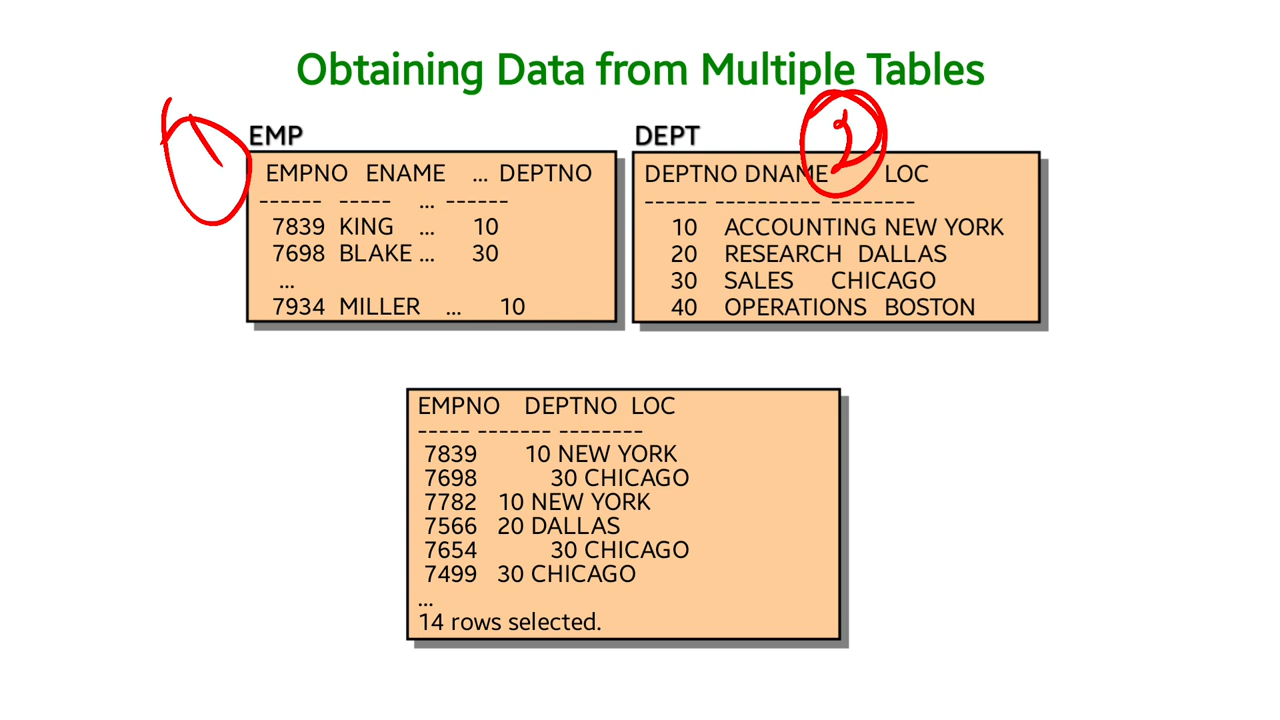 Obtaining Data from Multiple Tables
EMP
EMPNO ENAME ... DEPTNO
------ ----- ... ------
7839 KING ... 10
7698 BLAKE ... 30
...
7934 MILLER ... 10
2
DEPT
DEPTNO DNAME LOC
------ ---------- --------
10 ACCOUNTING NEW YORK
20 RESEARCH DALLAS
30 SALES CHICAGO
40 OPERATIONS BOSTON
EMPNO DEPTNO LOC
----- ------- --------
7839 10 NEW YORK
7698 30 CHICAGO
7782 10 NEW YORK
7566 20 DALLAS
7654 30 CHICAGO
7499 30 CHICAGO
...
14 rows selected.